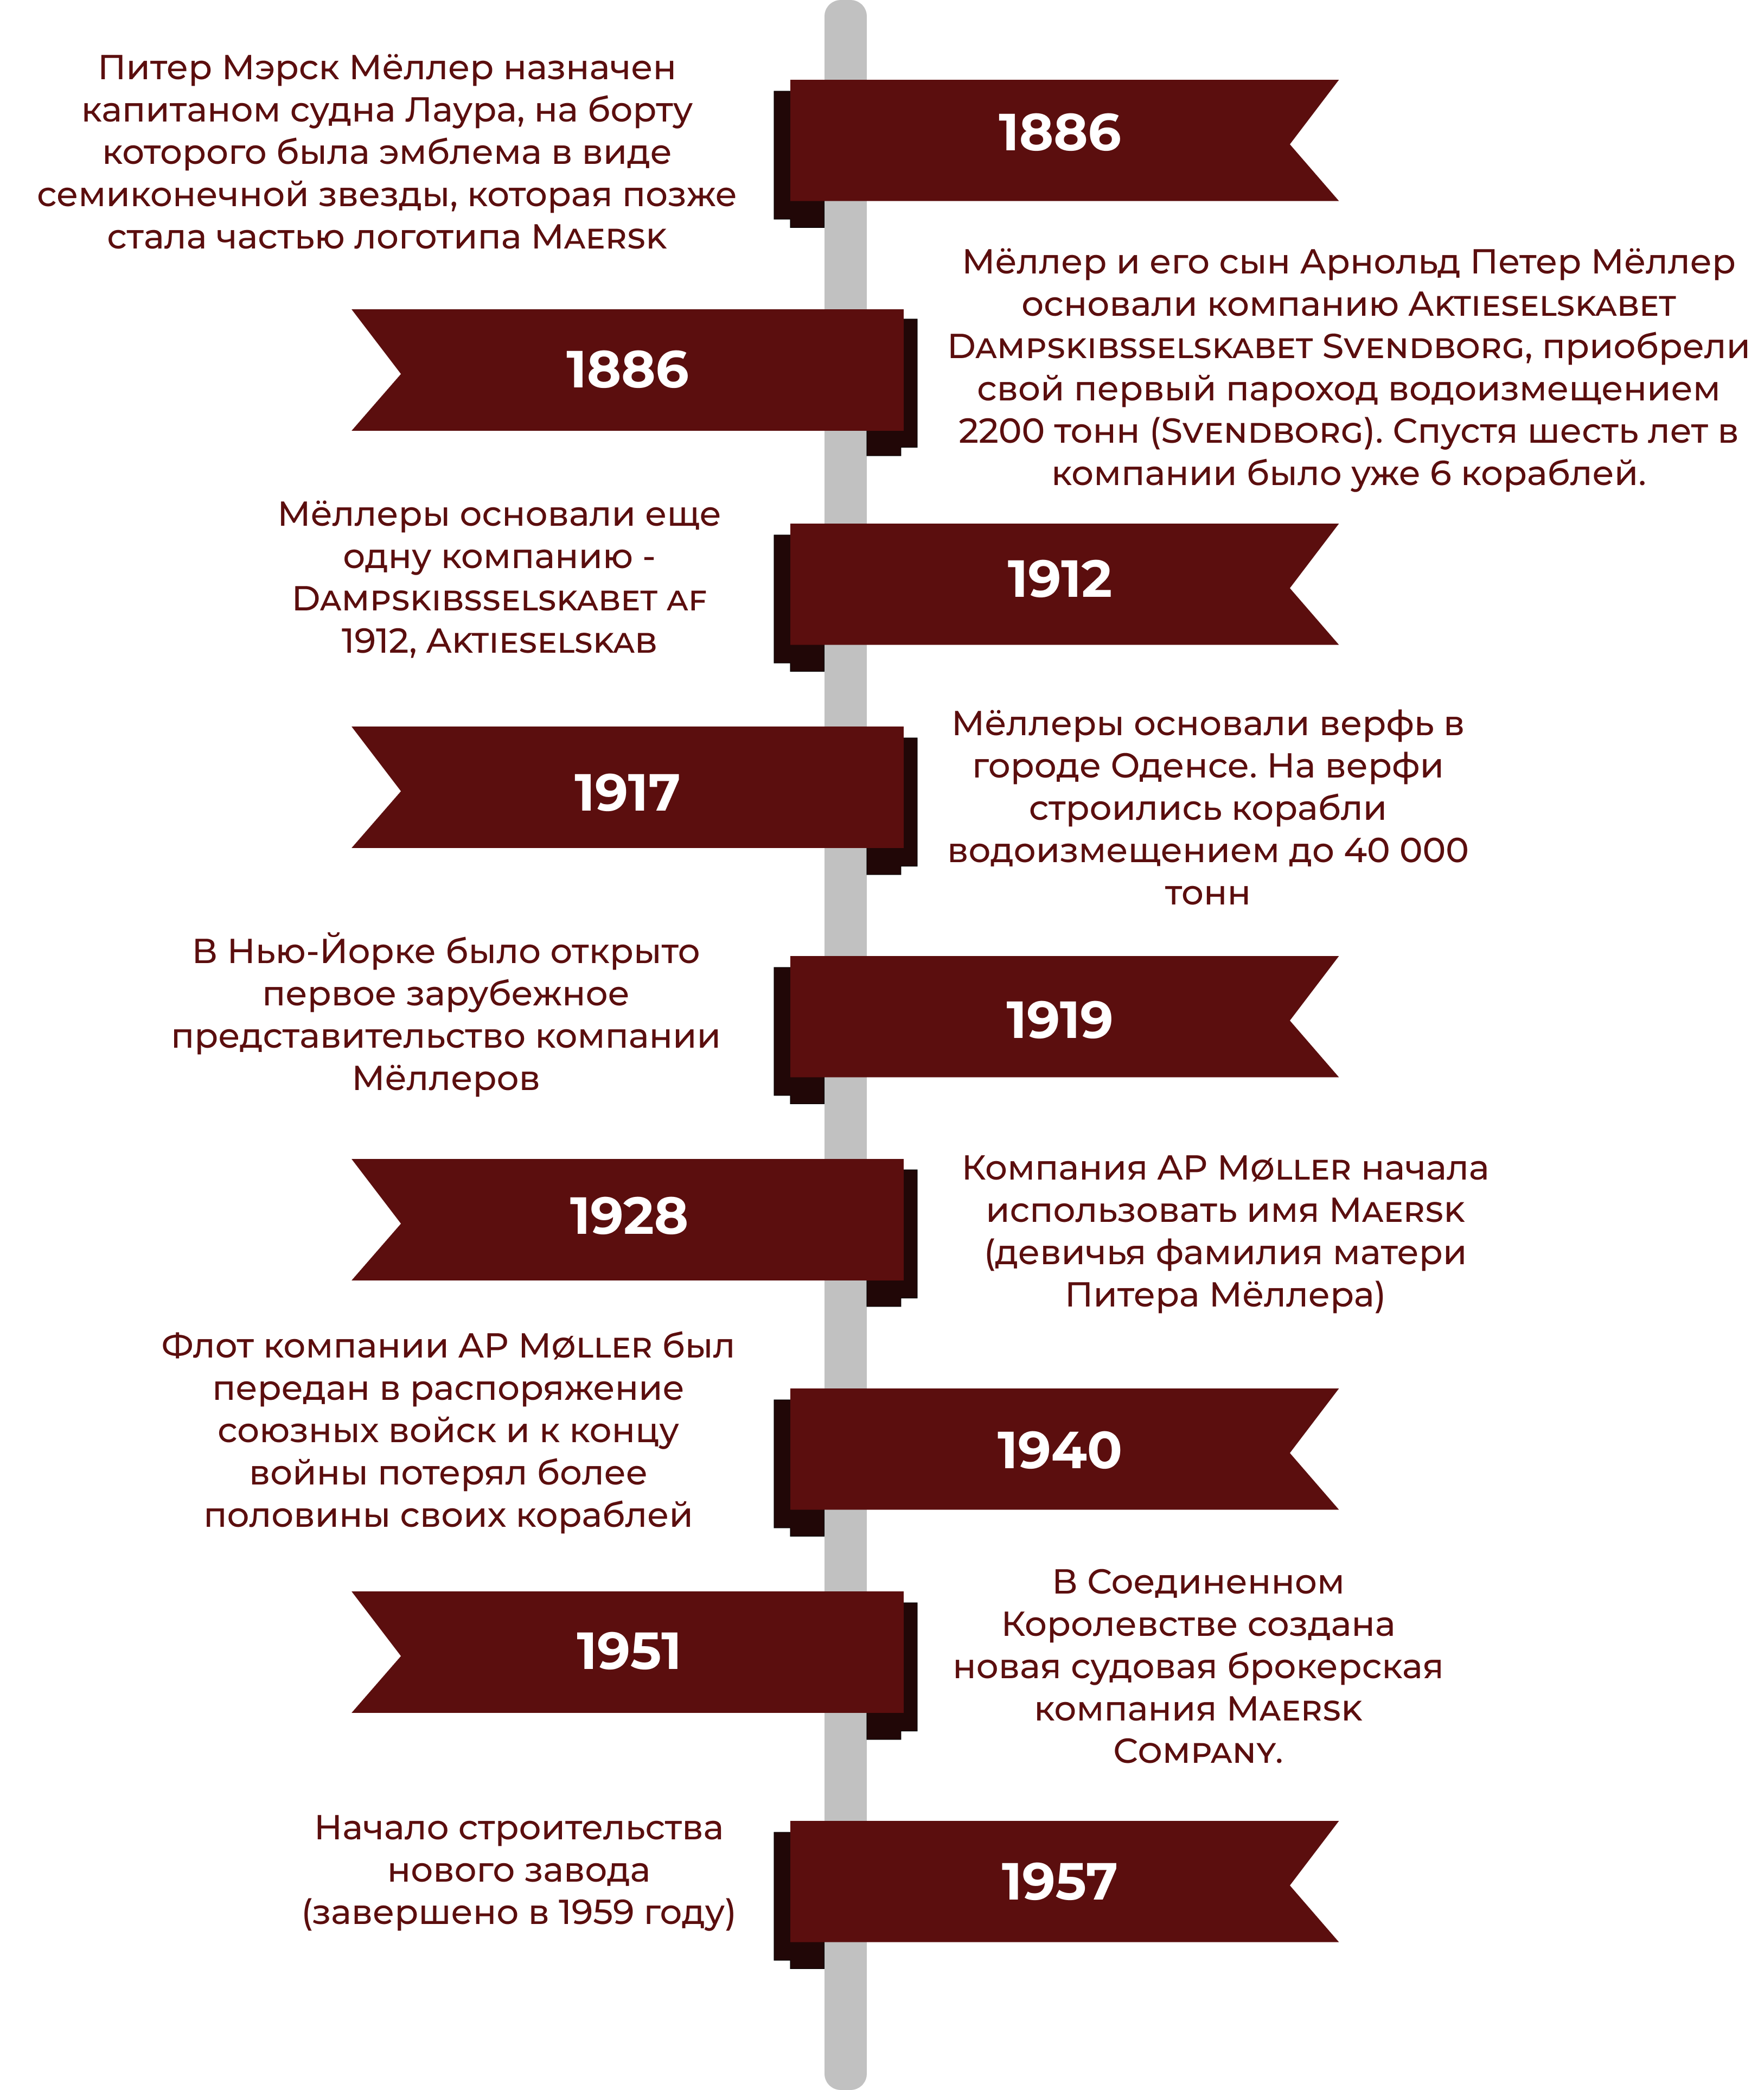 Питер Мэрск Мёллер назначен
капитаном судна Лаура, на борту
которого была эмблема в виде
семиконечной звезды, которая позже
стала частью логотипа Maersk
1886
1886
Мёллер и его сын Арнольд Петер Мёллер
основали компанию Aktieselskabet
Dampskibsselskabet Svendborg, приобрели
свой первый пароход водоизмещением
2200 тонн (Svendborg). Спустя шесть лет в
компании было уже 6 кораблей.
Мёллеры основали еще
одну компанию -
Dampskibsselskabet af
1912, Aktieselskab
1912
1917
Мёллеры основали верфь в
городе Оденсе. На верфи
строились корабли
водоизмещением до 40 000
тонн
В Нью-Йорке было открыто
первое зарубежное
представительство компании
Мёллеров
1919
1928
Компания AP Møller начала
использовать имя Maersk
(девичья фамилия матери
Питера Мёллера)
Флот компании AP Møller был
передан в распоряжение
союзных войск и к концу
войны потерял более
половины своих кораблей
1940
1951
В Соединенном
Королевстве создана
новая судовая брокерская
компания Maersk
Company.
Начало строительства
нового завода
(завершено в 1959 году)
1957